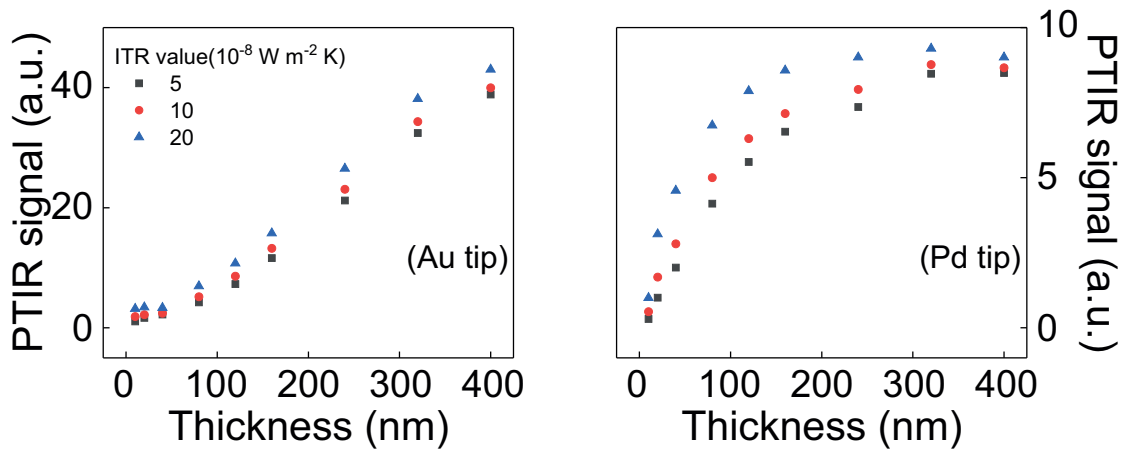 ITR value(10-8 W m-2 K)
5
10
20
40
20
0
PTIR signal (a.u.)
(Au tip)
0 100 200 300 400
Thickness (nm)
10
5
0
PTIR signal (a.u.)
(Pd tip)
0 100 200 300 400
Thickness (nm)